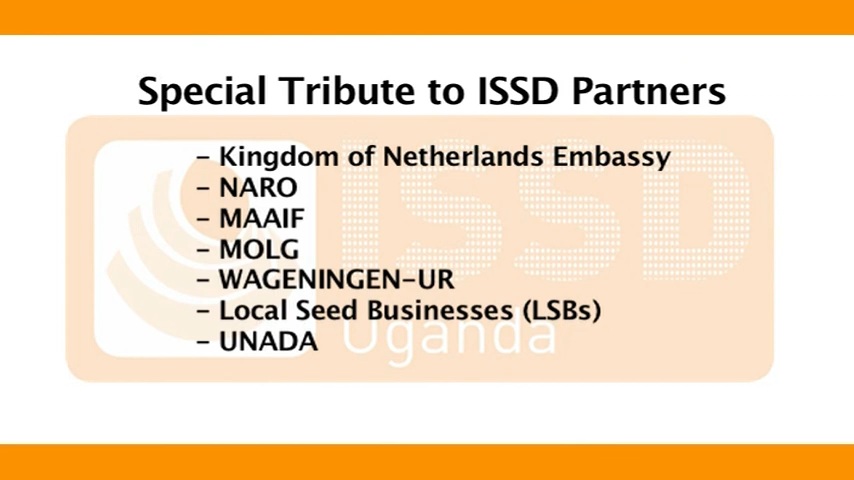 Special Tribute to ISSD Partners
– Kingdom of Netherlands Embassy
– NARO
– MAAIF
– MOLG
– WAGENINGEN–UR
– Local Seed Businesses (LSBs)
– UNADA
ISSD
Uganda